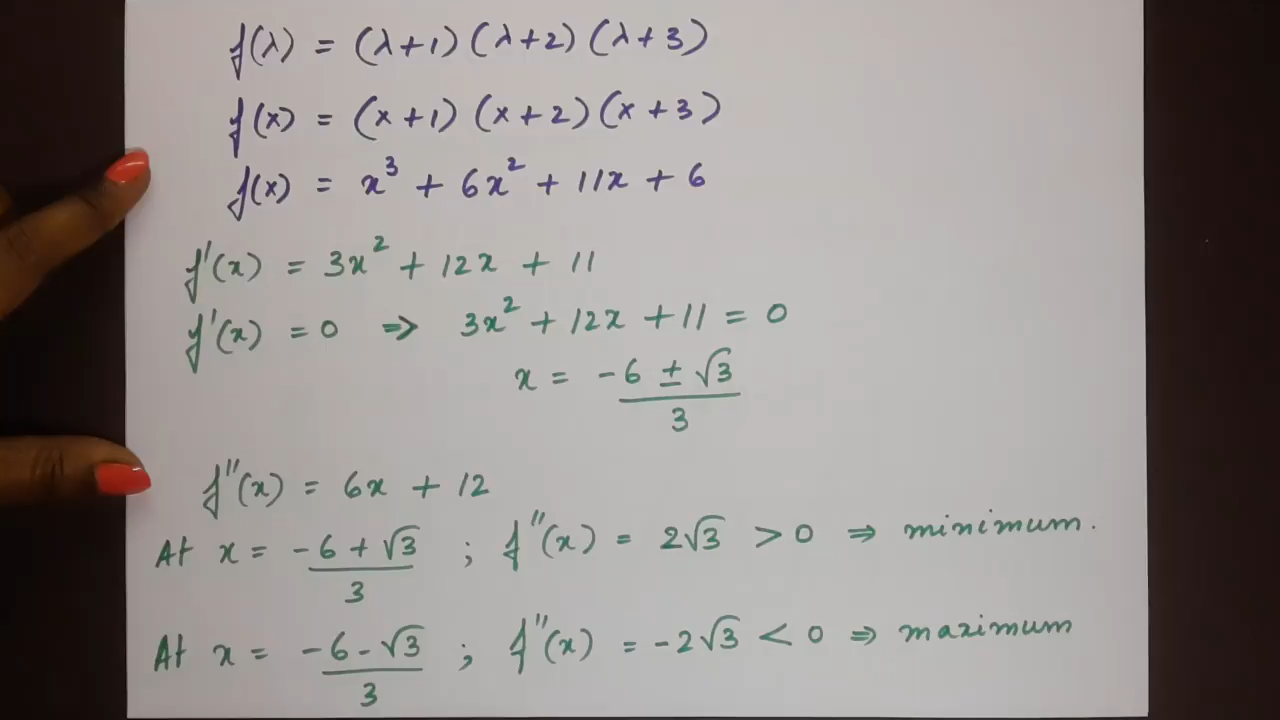 f(λ) = (λ+1) (λ+2) (λ+3)
f(x) = (x+1) (x+2) (x+3)
f(x) = x³ + 6x² + 11x + 6
f'(x) = 3x² + 12x + 11
f'(x) = 0 ⇒ 3x² + 12x + 11 = 0
x = -6 ± √3
3
f''(x) = 6x + 12
At x = -6 + √3 ; f''(x) = 2√3 > 0 ⇒ minimum.
3
At x = -6 - √3 ; f''(x) = -2√3 < 0 ⇒ maximum
3